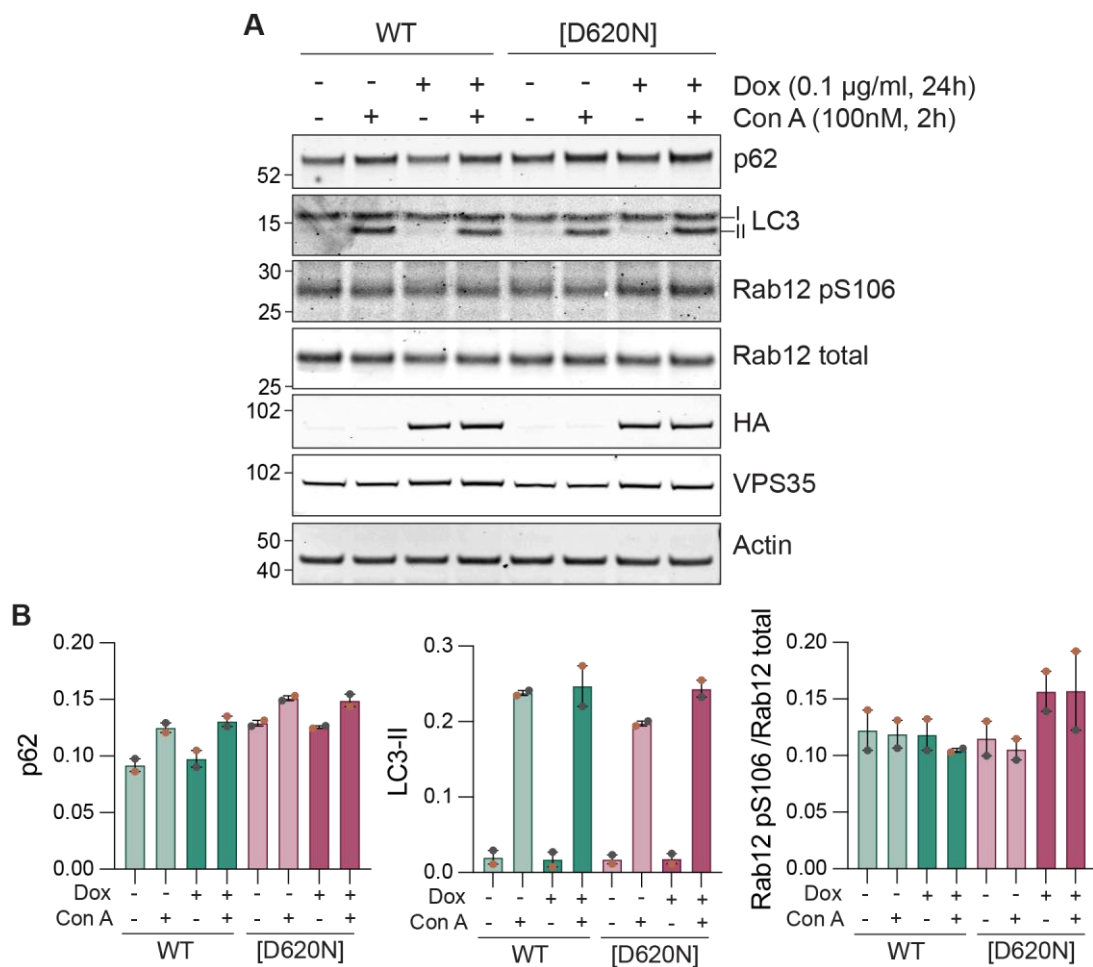 A
WT [D620N]
- - + + - - + + Dox (0.1 µg/ml, 24h)
- + - + - + - + Con A (100nM, 2h)
52 p62
15 I II LC3
30 25 Rab12 pS106
25 Rab12 total
102 HA
102 VPS35
50 40 Actin
B
p62
0.20
0.15
0.10
0.05
0.00
Dox - - + + - - + +
Con A - + - + - + - +
WT [D620N]
LC3-II
0.3
0.2
0.1
0.0
Dox - - + + - - + +
Con A - + - + - + - +
WT [D620N]
Rab12 pS106 /Rab12 total
0.20
0.15
0.10
0.05
0.00
Dox - - + + - - + +
Con A - + - + - + - +
WT [D620N]